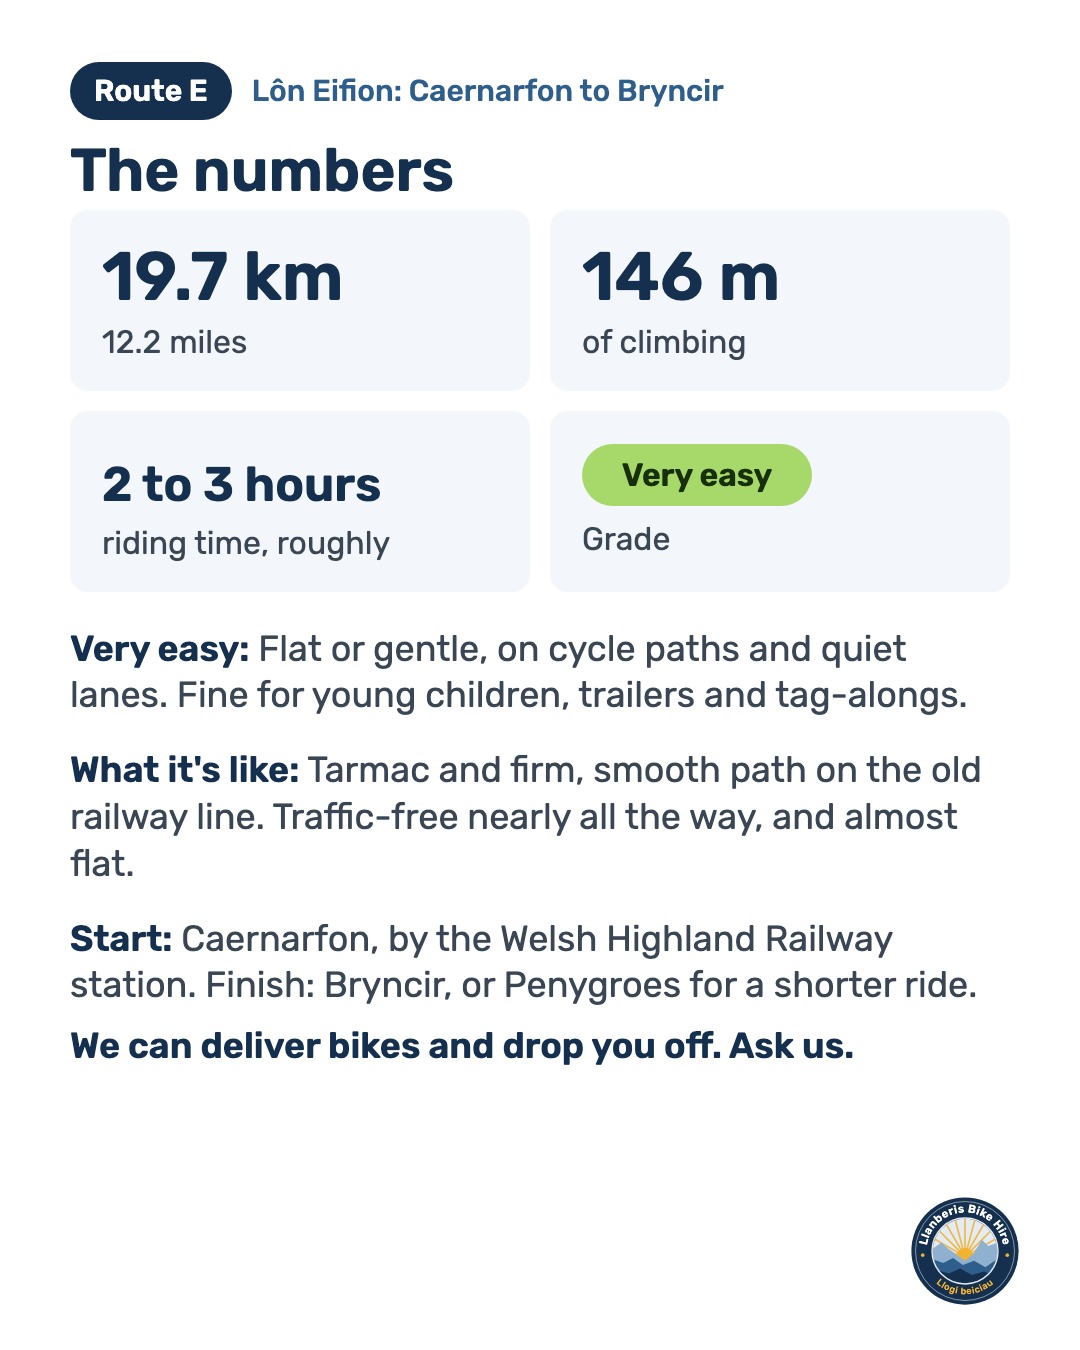 Route E
Lôn Eifion: Caernarfon to Bryncir
The numbers
19.7 km
12.2 miles
146 m
of climbing
2 to 3 hours
riding time, roughly
Very easy
Grade
Very easy: Flat or gentle, on cycle paths and quiet
lanes. Fine for young children, trailers and tag-alongs.
What it's like: Tarmac and firm, smooth path on the old
railway line. Traffic-free nearly all the way, and almost
flat.
Start: Caernarfon, by the Welsh Highland Railway
station. Finish: Bryncir, or Penygroes for a shorter ride.
We can deliver bikes and drop you off. Ask us.
Llanberis Bike Hire
Llogi beiciau